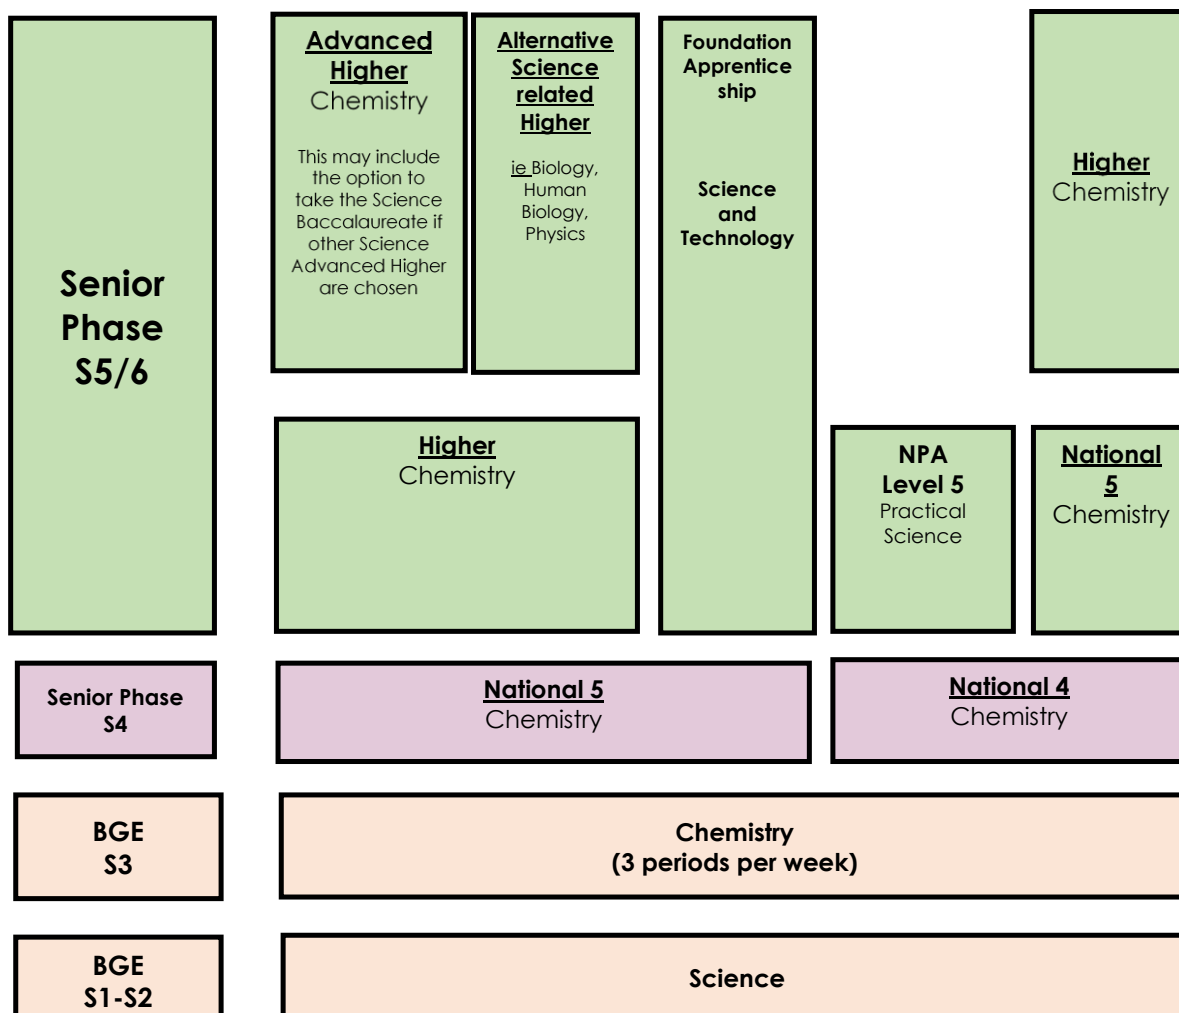 Senior
Phase
S5/6
Advanced
Higher
Chemistry
This may include
the option to
take the Science
Baccalaureate if
other Science
Advanced Higher
are chosen
Alternative
Science
related
Higher
ie Biology,
Human
Biology,
Physics
Foundation
Apprentice
ship
Science
and
Technology
Higher
Chemistry
Higher
Chemistry
NPA
Level 5
Practical
Science
National
5
Chemistry
Senior Phase
S4
National 5
Chemistry
National 4
Chemistry
BGE
S3
Chemistry
(3 periods per week)
BGE
S1-S2
Science